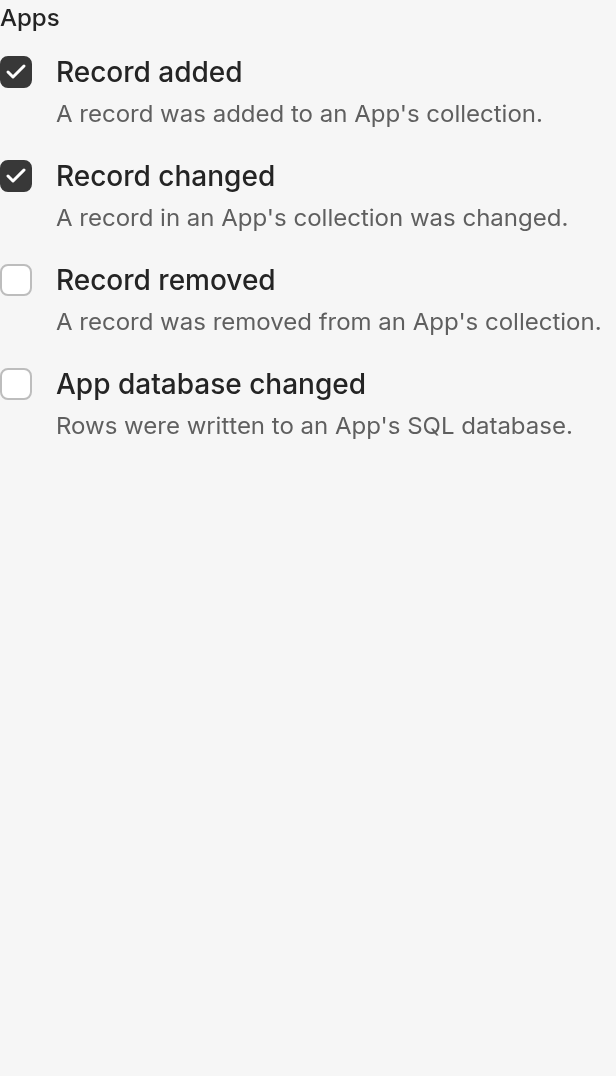 Apps
Record added
A record was added to an App's collection.
Record changed
A record in an App's collection was changed.
Record removed
A record was removed from an App's collection.
App database changed
Rows were written to an App's SQL database.